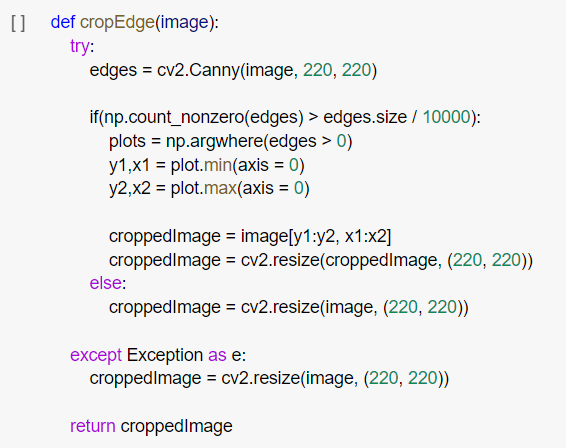 [ ] def cropEdge(image):
    try:
        edges = cv2.Canny(image, 220, 220)

        if(np.count_nonzero(edges) > edges.size / 10000):
            plots = np.argwhere(edges > 0)
            y1,x1 = plot.min(axis = 0)
            y2,x2 = plot.max(axis = 0)

            croppedImage = image[y1:y2, x1:x2]
            croppedImage = cv2.resize(croppedImage, (220, 220))
        else:
            croppedImage = cv2.resize(image, (220, 220))

    except Exception as e:
        croppedImage = cv2.resize(image, (220, 220))

    return croppedImage